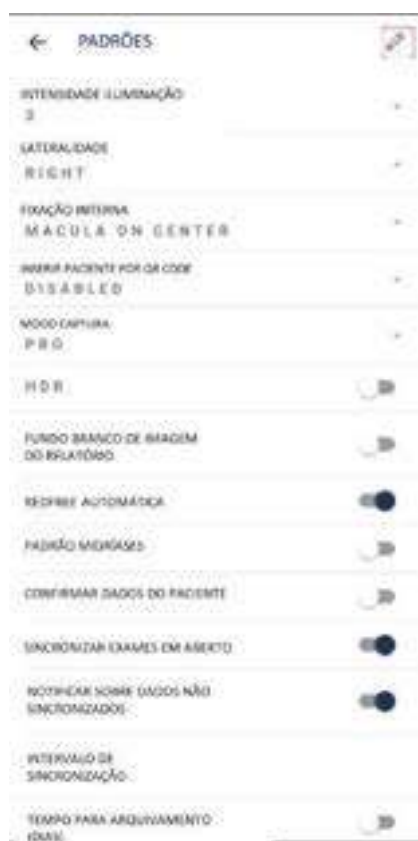 PADRÕES
INTENSIDADE ILUMINAÇÃO
3
LATERALIDADE
RIGHT
FIXAÇÃO INTERNA
MACULA ON CENTER
INSERIR PACIENTE POR QR CODE
DISABLED
MODO CAPTURA
PRO
HDR
FUNDO BRANCO DE IMAGEM
DO RELATÓRIO
REDFREE AUTOMÁTICA
PADRÃO MIDRÍASES
CONFIRMAR DADOS DO PACIENTE
SINCRONIZAR EXAMES EM ABERTO
NOTIFICAR SOBRE DADOS NÃO
SINCRONIZADOS
INTERVALO DE
SINCRONIZAÇÃO
TEMPO PARA ARQUIVAMENTO
(DIAS)